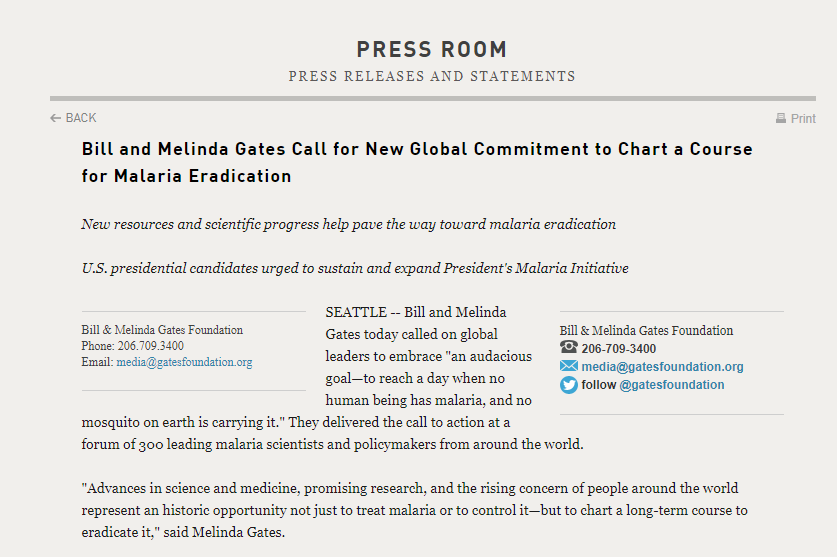 PRESS ROOM
PRESS RELEASES AND STATEMENTS
← BACK
Print
Bill and Melinda Gates Call for New Global Commitment to Chart a Course
for Malaria Eradication
New resources and scientific progress help pave the way toward malaria eradication
U.S. presidential candidates urged to sustain and expand President's Malaria Initiative
Bill & Melinda Gates Foundation
Phone: 206.709.3400
Email: media@gatesfoundation.org
Bill & Melinda Gates Foundation
206-709-3400
media@gatesfoundation.org
follow @gatesfoundation
SEATTLE -- Bill and Melinda
Gates today called on global
leaders to embrace "an audacious
goal—to reach a day when no
human being has malaria, and no
mosquito on earth is carrying it." They delivered the call to action at a
forum of 300 leading malaria scientists and policymakers from around the world.
"Advances in science and medicine, promising research, and the rising concern of people around the world
represent an historic opportunity not just to treat malaria or to control it—but to chart a long-term course to
eradicate it," said Melinda Gates.